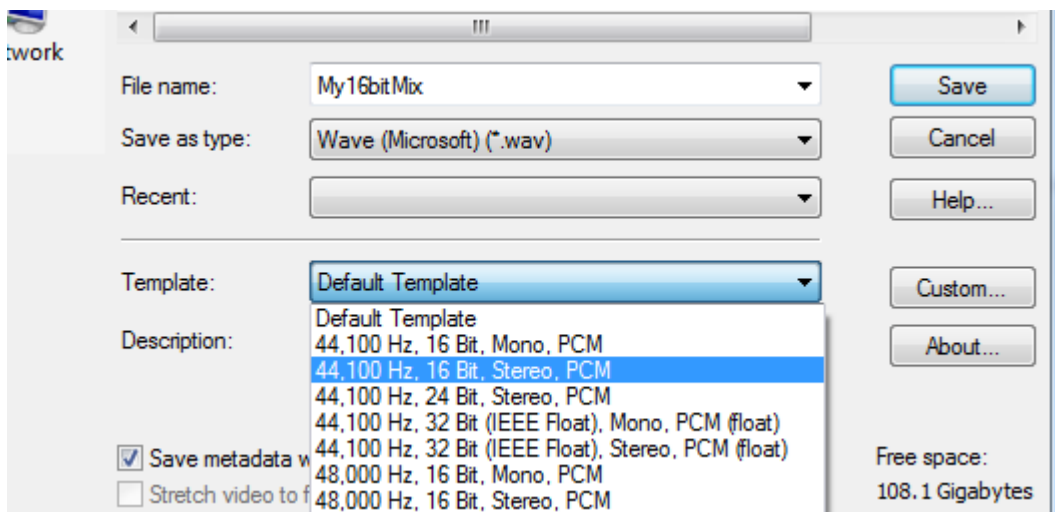 twork
File name: My16bitMix Save
Save as type: Wave (Microsoft) (*.wav) Cancel
Recent: Help...
Template: Default Template Custom...
Default Template
Description: 44,100 Hz, 16 Bit, Mono, PCM About...
44,100 Hz, 16 Bit, Stereo, PCM
44,100 Hz, 24 Bit, Stereo, PCM
44,100 Hz, 32 Bit (IEEE Float), Mono, PCM (float)
Save metadata w 44,100 Hz, 32 Bit (IEEE Float), Stereo, PCM (float) Free space:
48,000 Hz, 16 Bit, Mono, PCM
Stretch video to f 48,000 Hz, 16 Bit, Stereo, PCM 108.1 Gigabytes